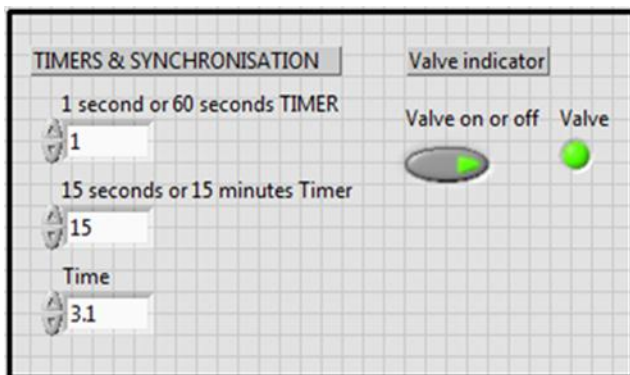 TIMERS & SYNCHRONISATION
1 second or 60 seconds TIMER
1
15 seconds or 15 minutes Timer
15
Time
3.1
Valve indicator
Valve on or off
Valve